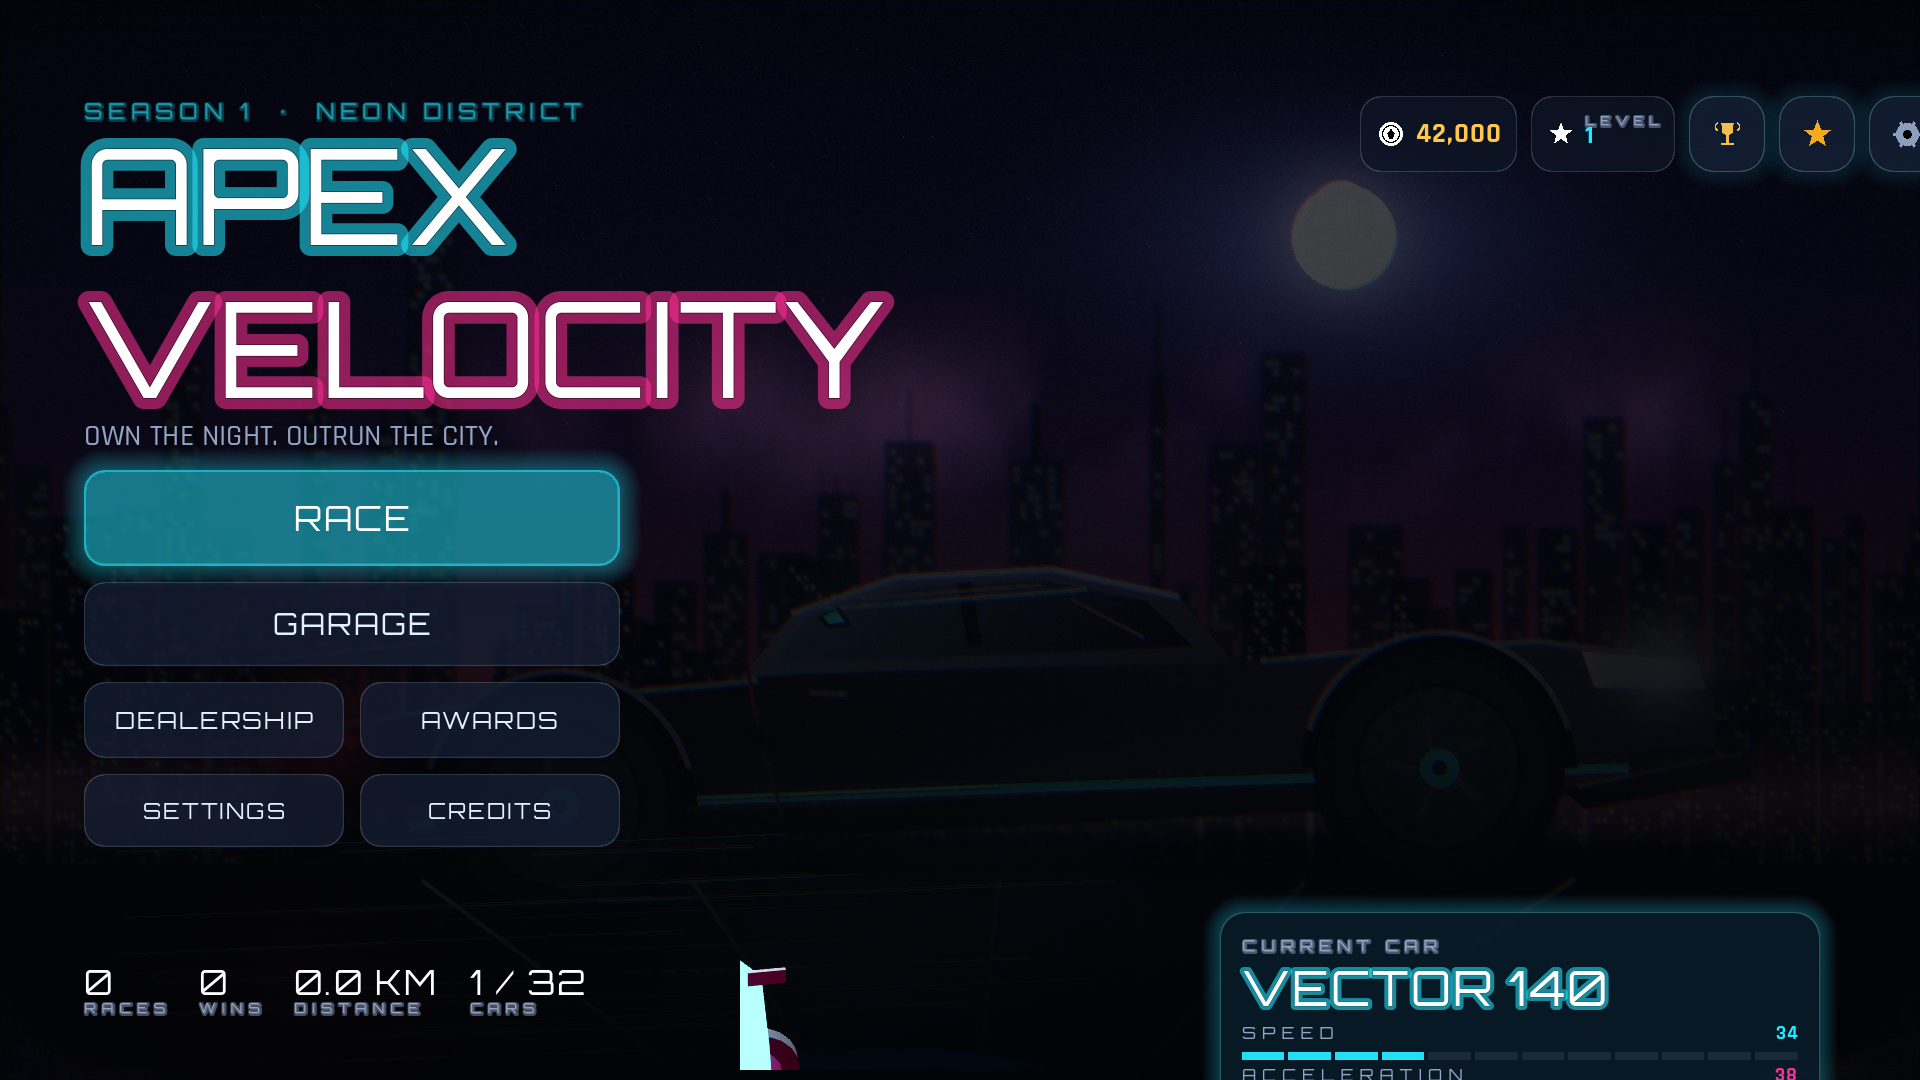 SEASON 1 · NEON DISTRICT
APEX
VELOCITY
OWN THE NIGHT. OUTRUN THE CITY.
42,000
LEVEL
1
RACE
GARAGE
DEALERSHIP
AWARDS
SETTINGS
CREDITS
0
RACES
0
WINS
0.0 KM
DISTANCE
1 / 32
CARS
CURRENT CAR
VECTOR 140
SPEED 34
ACCELERATION 38